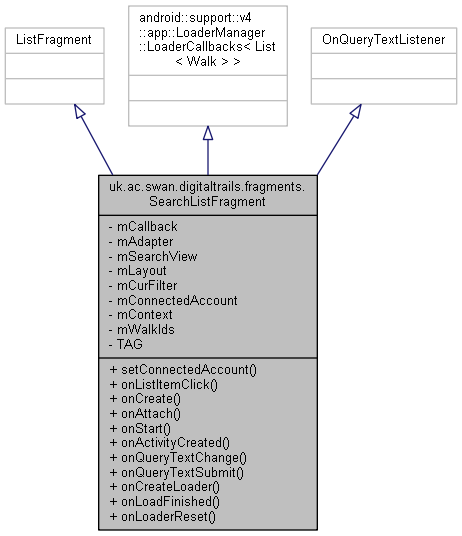 ListFragment
android::support::v4
::app::LoaderManager
::LoaderCallbacks< List
< Walk > >
OnQueryTextListener
uk.ac.swan.digitaltrails.fragments.
SearchListFragment
- mCallback
- mAdapter
- mSearchView
- mLayout
- mCurFilter
- mConnectedAccount
- mContext
- mWalkIds
- TAG
+ setConnectedAccount()
+ onListItemClick()
+ onCreate()
+ onAttach()
+ onStart()
+ onActivityCreated()
+ onQueryTextChange()
+ onQueryTextSubmit()
+ onCreateLoader()
+ onLoadFinished()
+ onLoaderReset()